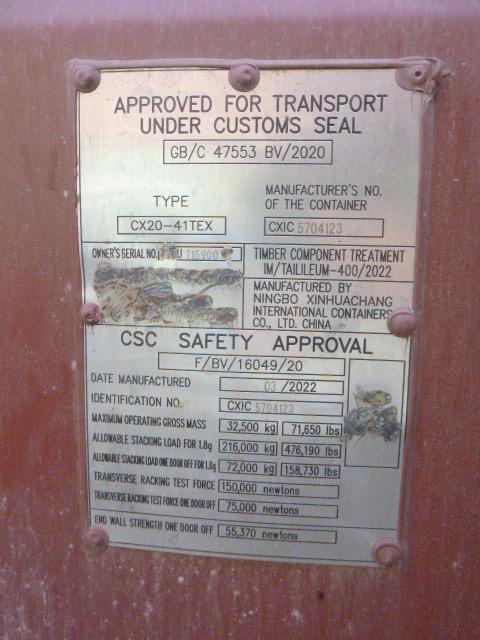 APPROVED FOR TRANSPORT
UNDER CUSTOMS SEAL
GB/C 47553 BV/2020
TYPE
CX20-41TEX
MANUFACTURER'S NO.
OF THE CONTAINER
CXIC 5704123
OWNER'S SERIAL NO. 715900
TIMBER COMPONENT TREATMENT
IM/TAILILEUM-400/2022
MANUFACTURED BY
NINGBO XINHUACHANG
INTERNATIONAL CONTAINERS
CO., LTD. CHINA
CSC SAFETY APPROVAL
F/BV/16049/20
DATE MANUFACTURED 03/2022
IDENTIFICATION NO. CXIC 5704123
MAXIMUM OPERATING GROSS MASS 32,500 kg 71,650 lbs
ALLOWABLE STACKING LOAD FOR 1.8g 216,000 kg 476,190 lbs
ALLOWABLE STACKING LOAD ONE DOOR OFF FOR 1.8g 72,000 kg 158,730 lbs
TRANSVERSE RACKING TEST FORCE 150,000 newtons
TRANSVERSE RACKING TEST FORCE ONE DOOR OFF 75,000 newtons
END WALL STRENGTH ONE DOOR OFF 55,370 newtons